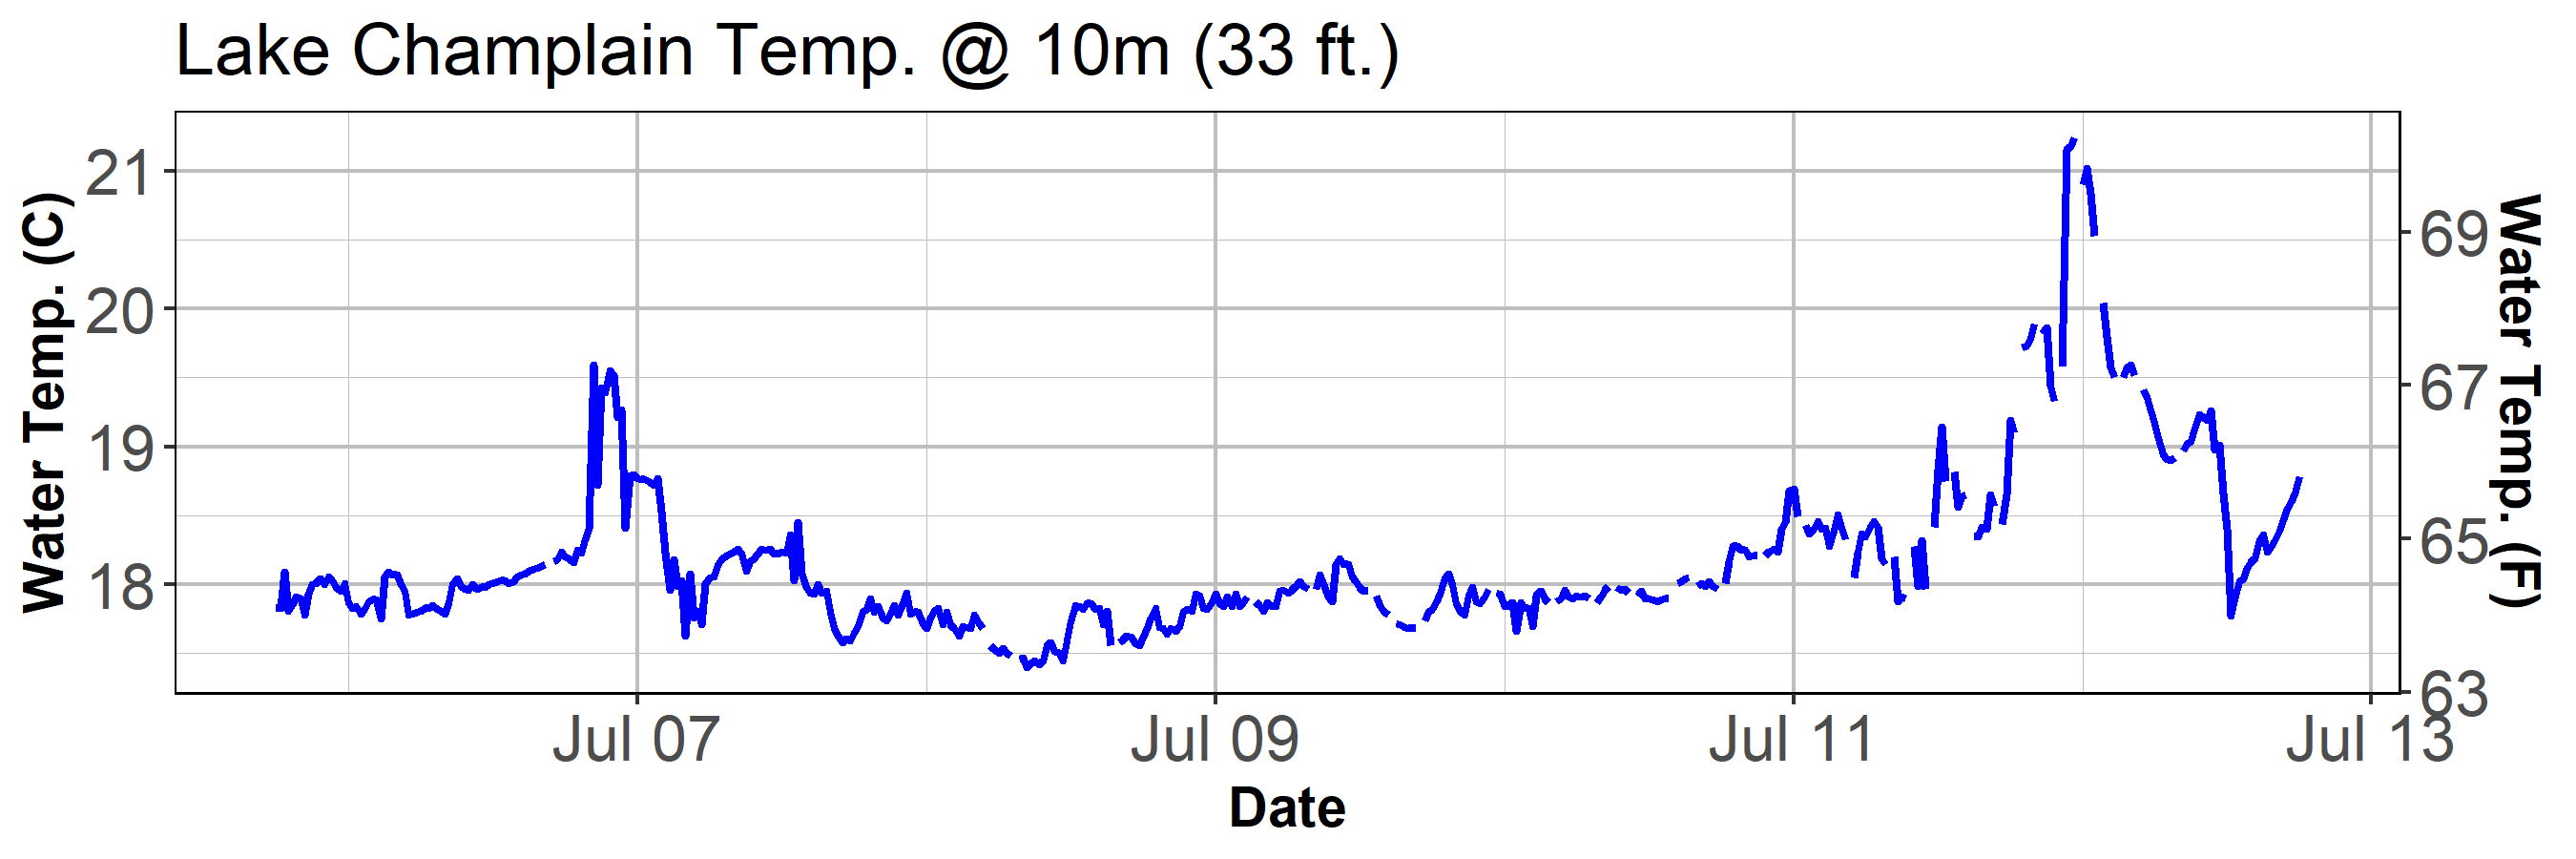 Lake Champlain Temp. @ 10m (33 ft.)
Water Temp. (C)
21
20
19
18
69
67
65
63
Water Temp. (F)
Jul 07
Jul 09
Jul 11
Jul 13
Date